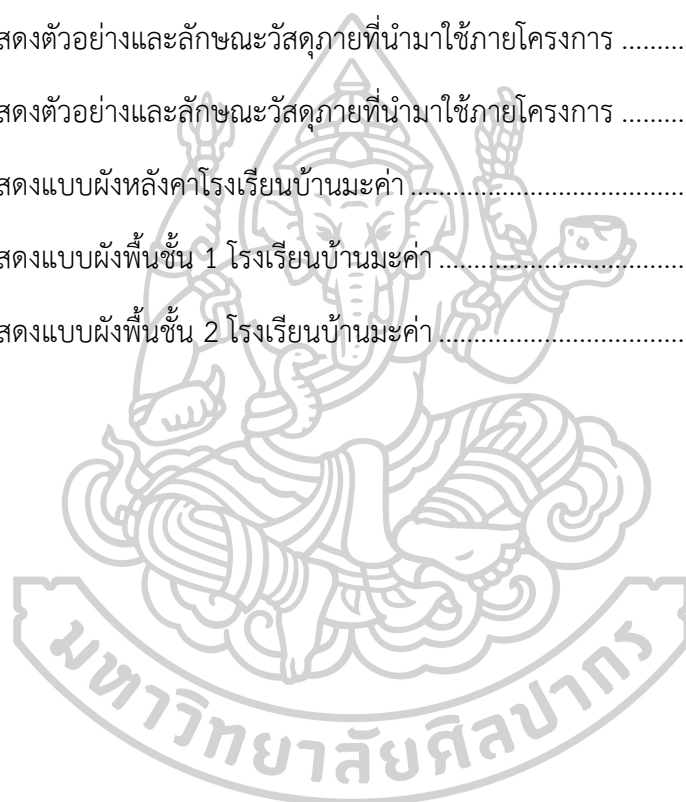 สดงตัวอย่างและลักษณะวัสดุภายที่นำมาใช้ภายโครงการ .........
สดงตัวอย่างและลักษณะวัสดุภายที่นำมาใช้ภายโครงการ .........
สดงแบบผังหลังคาโรงเรียนบ้านมะค่า ........................................
สดงแบบผังพื้นชั้น 1 โรงเรียนบ้านมะค่า ....................................
สดงแบบผังพื้นชั้น 2 โรงเรียนบ้านมะค่า ....................................
มหาวิทยาลัยศิลปากร